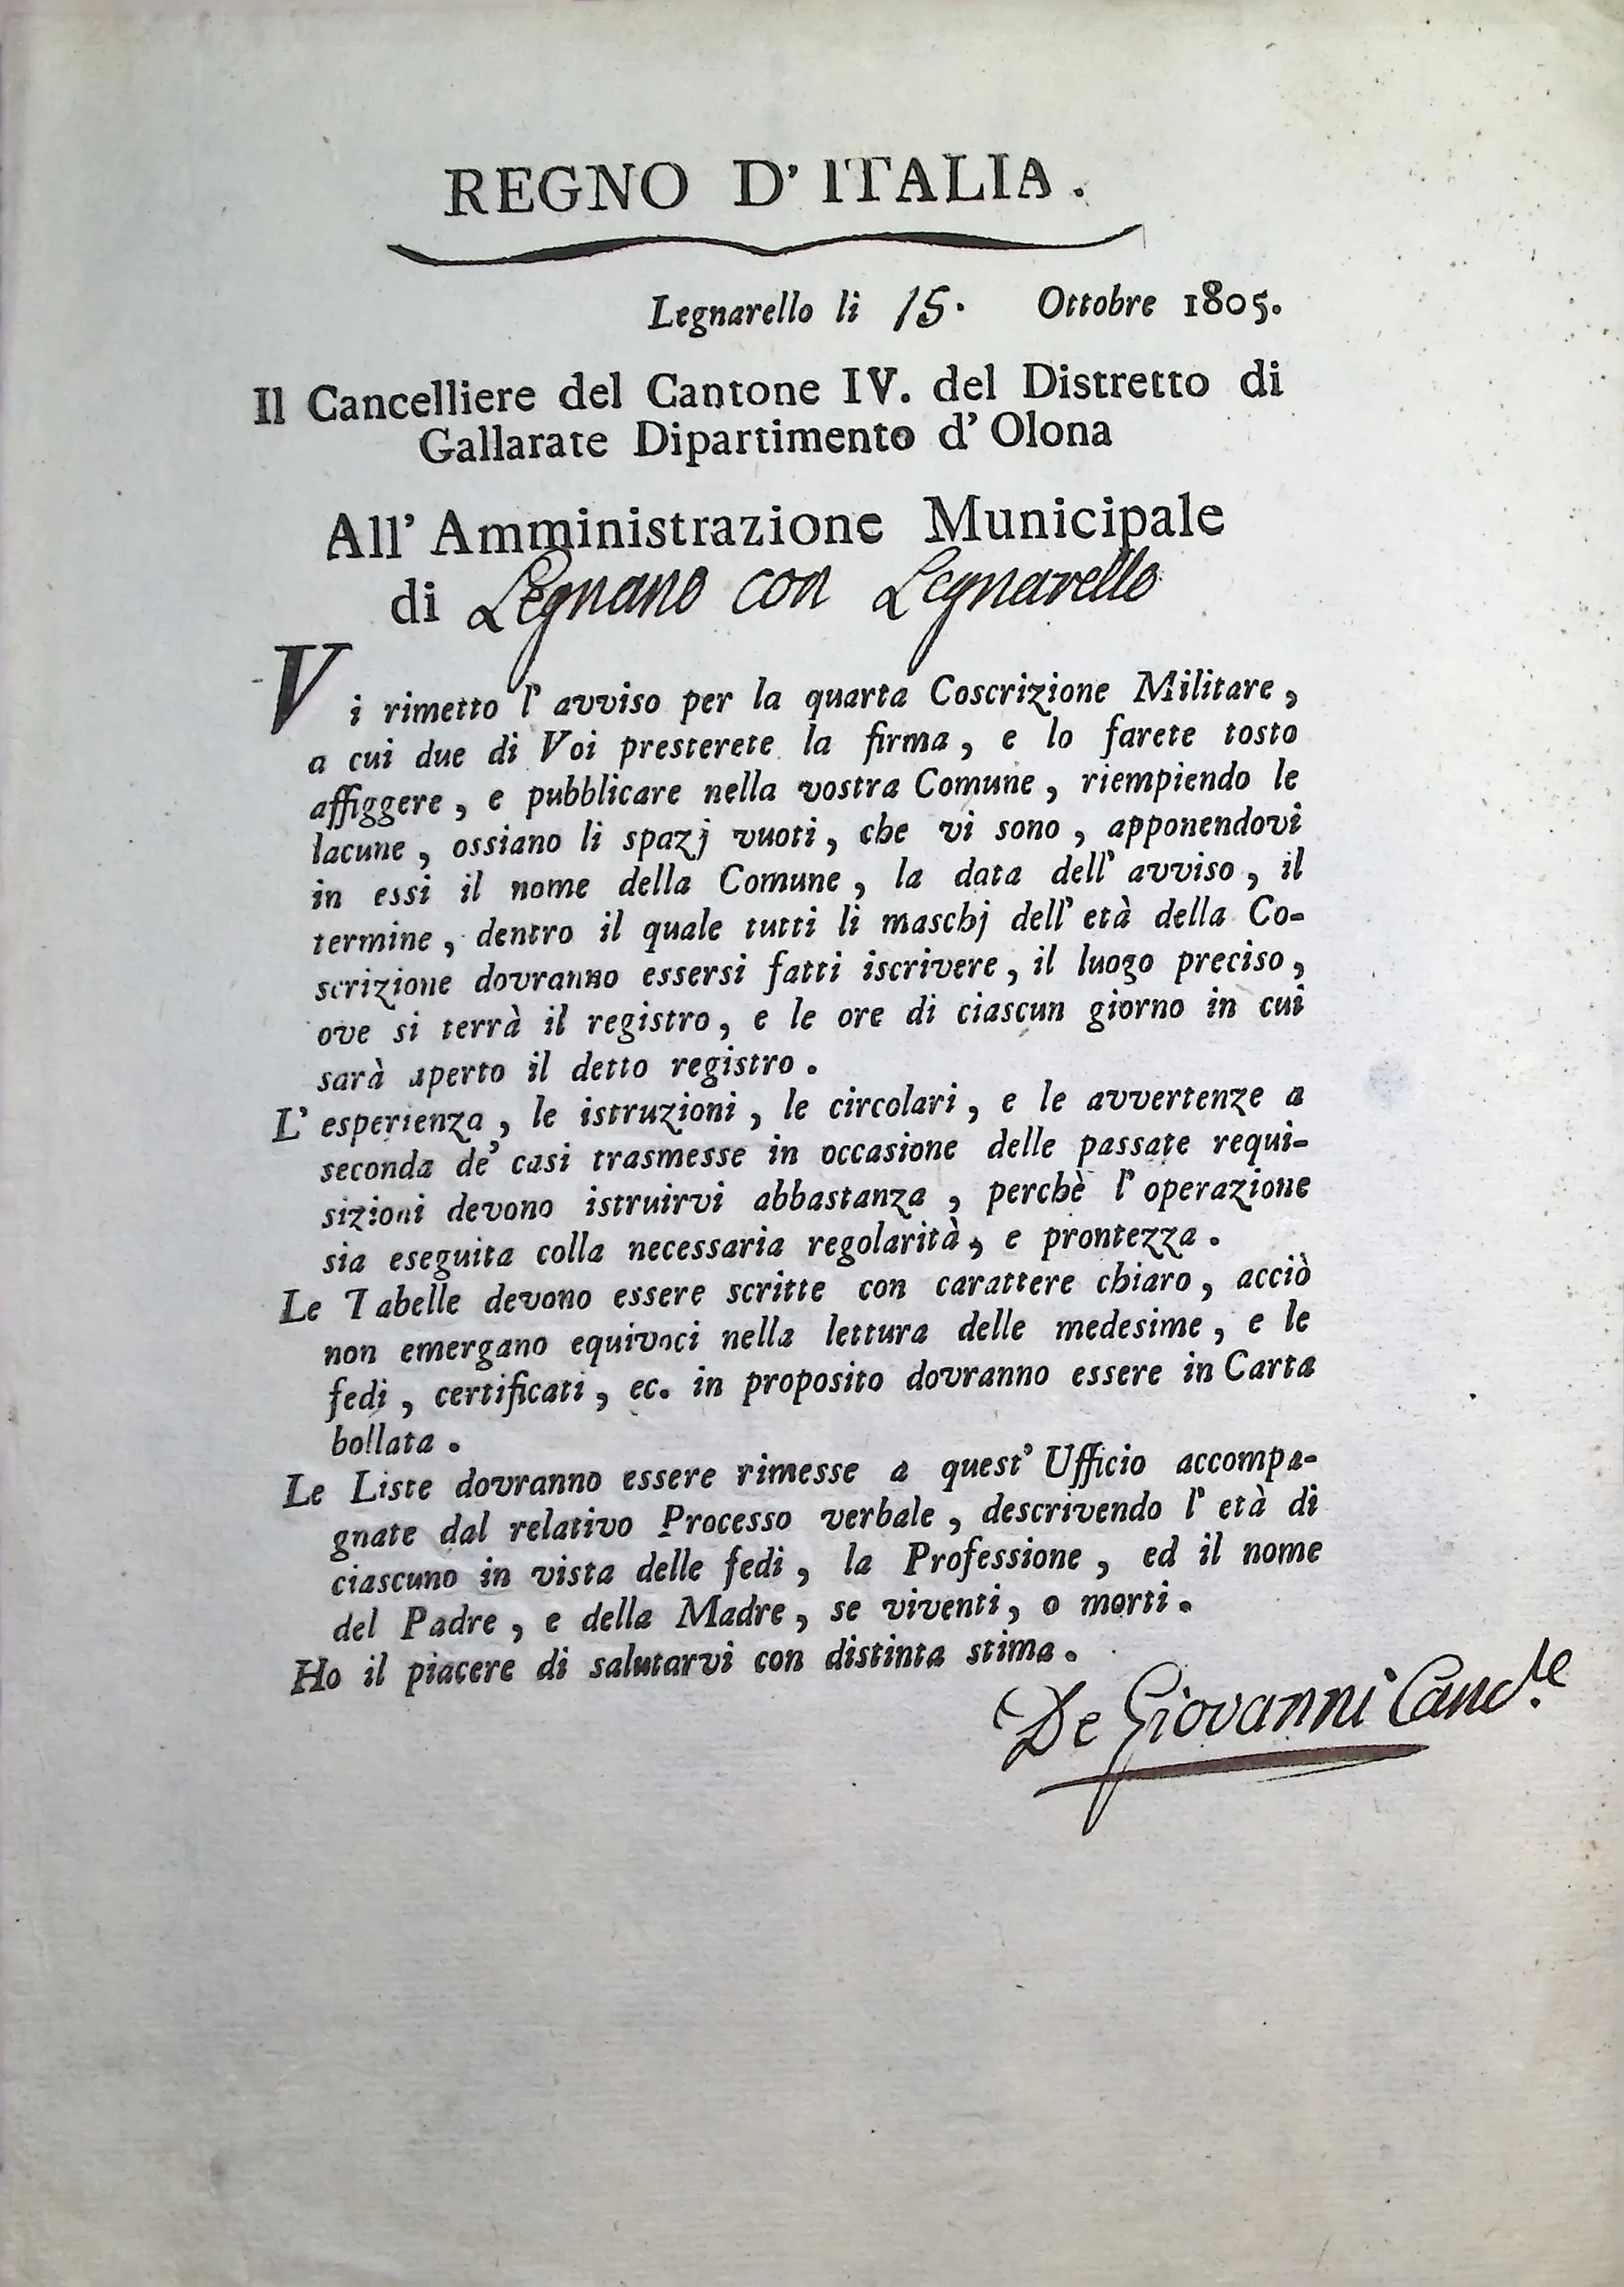 REGNO D' ITALIA.
Legnarello li 15. Ottobre 1805.
Il Cancelliere del Cantone IV. del Distretto di
Gallarate Dipartimento d' Olona
All' Amministrazione Municipale
di Legnano con Legnarello
Vi rimetto l' avviso per la quarta Coscrizione Militare,
a cui due di Voi presterete la firma, e lo farete tosto
affiggere, e pubblicare nella vostra Comune, riempiendo le
lacune, ossiano li spazj vuoti, che vi sono, apponendovi
in essi il nome della Comune, la data dell' avviso, il
termine, dentro il quale tutti li maschj dell' età della Co-
scrizione dovranno essersi fatti iscrivere, il luogo preciso,
ove si terrà il registro, e le ore di ciascun giorno in cui
sarà aperto il detto registro.
L' esperienza, le istruzioni, le circolari, e le avvertenze a
seconda de' casi trasmesse in occasione delle passate requi-
sizioni devono istruirvi abbastanza, perchè l' operazione
sia eseguita colla necessaria regolarità, e prontezza.
Le Tabelle devono essere scritte con carattere chiaro, acciò
non emergano equivoci nella lettura delle medesime, e le
fedi, certificati, ec. in proposito dovranno essere in Carta
bollata.
Le Liste dovranno essere rimesse a quest' Ufficio accompa-
gnate dal relativo Processo verbale, descrivendo l' età di
ciascuno in vista delle fedi, la Professione, ed il nome
del Padre, e della Madre, se viventi, o morti.
Ho il piacere di salutarvi con distinta stima.
De Giovanni Canc.le